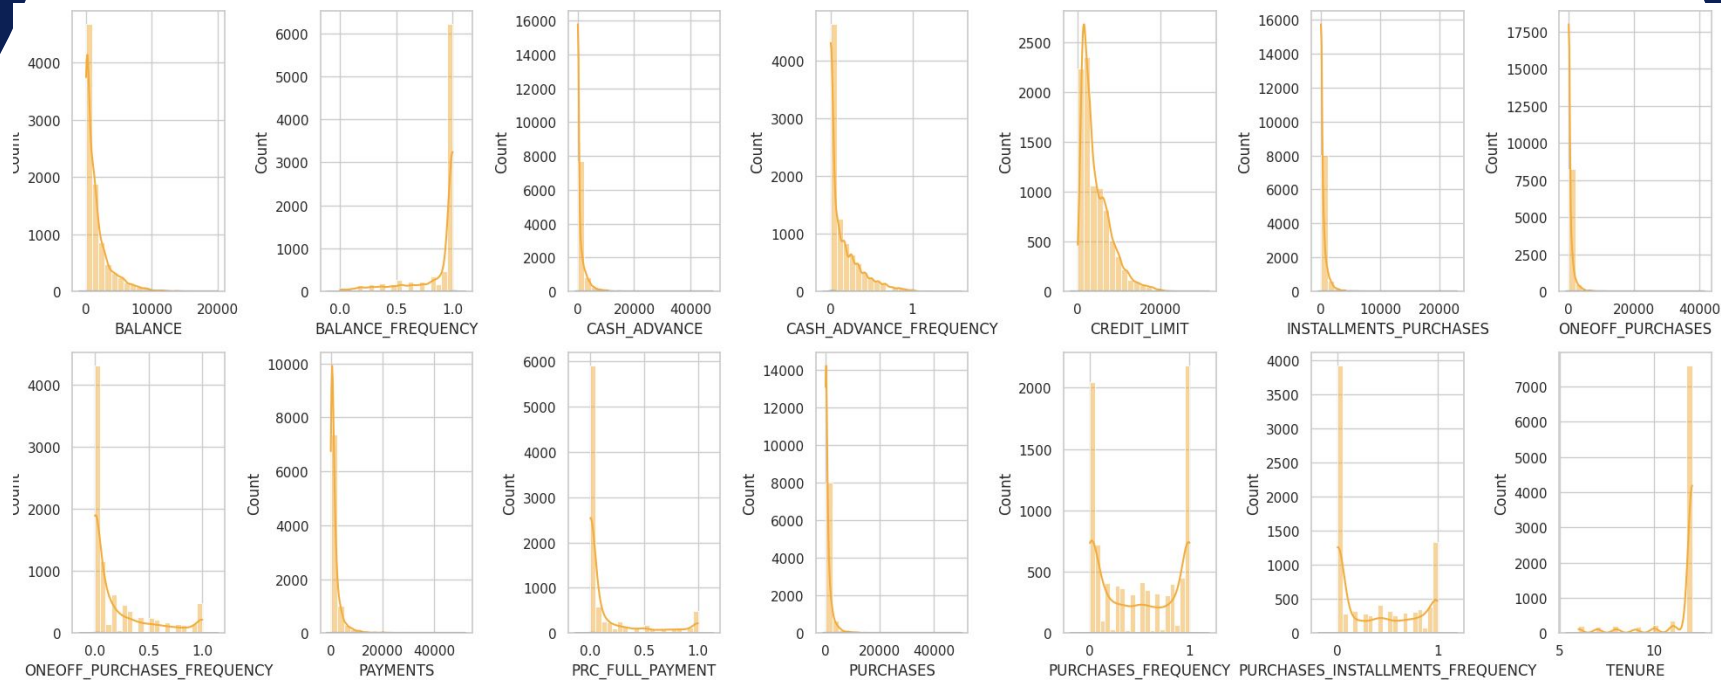 Count
4000
3000
2000
1000
0
0 10000 20000
BALANCE
Count
6000
5000
4000
3000
2000
1000
0
0.0 0.5 1.0
BALANCE_FREQUENCY
16000
14000
12000
10000
8000
6000
4000
2000
0
0 20000 40000
CASH_ADVANCE
Count
4000
3000
2000
1000
0
0 1
CASH_ADVANCE_FREQUENCY
Count
2500
2000
1500
1000
500
0
0 20000
CREDIT_LIMIT
Count
16000
14000
12000
10000
8000
6000
4000
2000
0
0 10000 20000
INSTALLMENTS_PURCHASES
Count
17500
15000
12500
10000
7500
5000
2500
0
0 20000 40000
ONEOFF_PURCHASES
Count
4000
3000
2000
1000
0
0.0 0.5 1.0
ONEOFF_PURCHASES_FREQUENCY
Count
10000
8000
6000
4000
2000
0
0 20000 40000
PAYMENTS
Count
6000
5000
4000
3000
2000
1000
0
0.0 0.5 1.0
PRC_FULL_PAYMENT
Count
14000
12000
10000
8000
6000
4000
2000
0
0 20000 40000
PURCHASES
Count
2000
1500
1000
500
0
0 1
PURCHASES_FREQUENCY
Count
4000
3500
3000
2500
2000
1500
1000
500
0
0 1
PURCHASES_INSTALLMENTS_FREQUENCY
Count
7000
6000
5000
4000
3000
2000
1000
0
5 10
TENURE